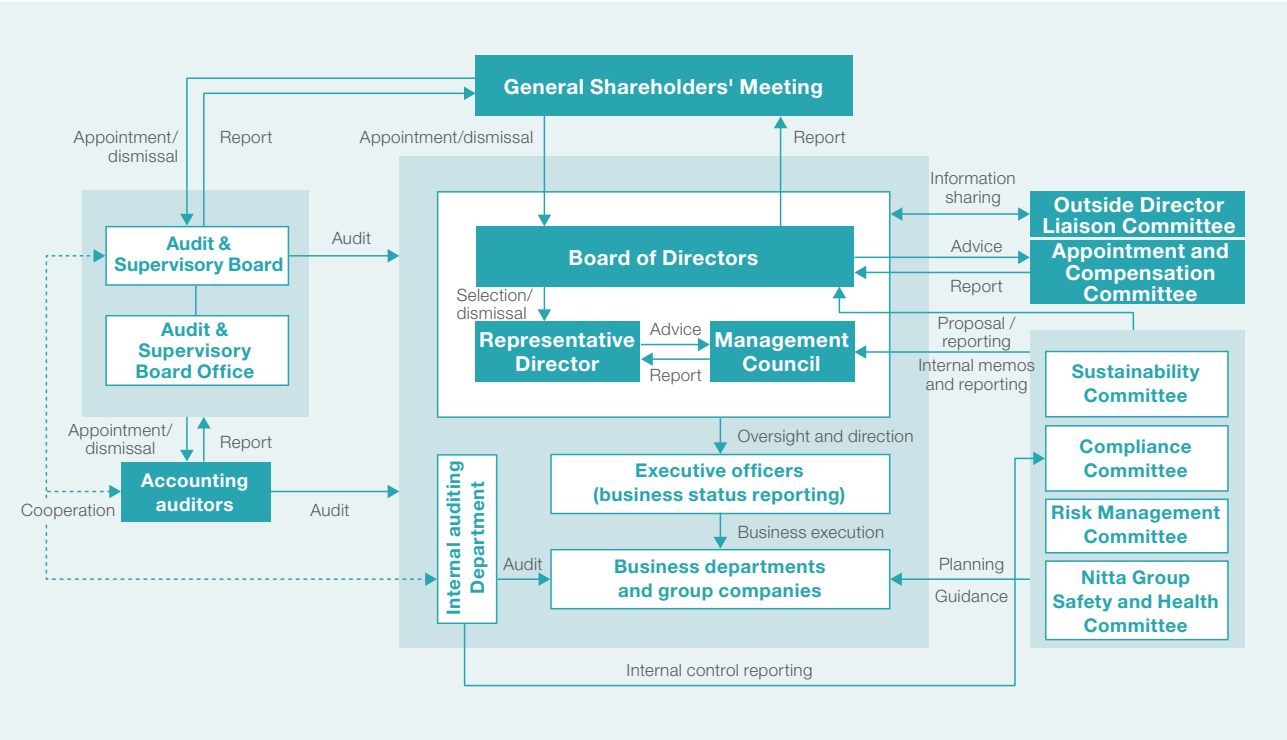 General Shareholders' Meeting
Appointment/
dismissal
Report
Appointment/dismissal
Report
Information
sharing
Outside Director
Liaison Committee
Audit &
Supervisory Board
Audit
Board of Directors
Advice
Report
Appointment and
Compensation
Committee
Selection/
dismissal
Audit &
Supervisory
Board Office
Representative
Director
Advice
Report
Management
Council
Proposal /
reporting
Internal memos
and reporting
Sustainability
Committee
Appointment/
dismissal
Report
Oversight and direction
Compliance
Committee
Accounting
auditors
Cooperation
Audit
Internal auditing
Department
Executive officers
(business status reporting)
Risk Management
Committee
Business execution
Audit
Business departments
and group companies
Planning
Guidance
Nitta Group
Safety and Health
Committee
Internal control reporting